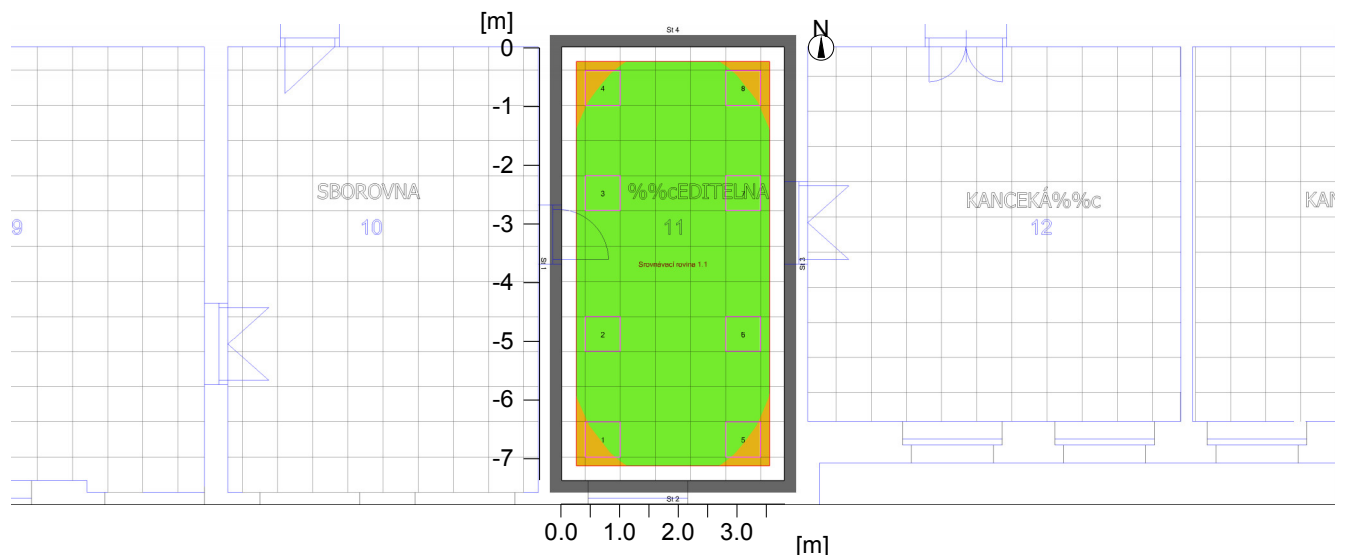 [m]
St 4
N
0
-1
-2
-3
-4
-5
-6
-7
4
8
3
7
SBOROVNA
10
%%cEDITELNA
11
KANCEKÁ%%c
12
KAN
9
Srovnávecí rovina 1.1
St 1
St 3
2
6
1
5
St 2
0.0 1.0 2.0 3.0
[m]